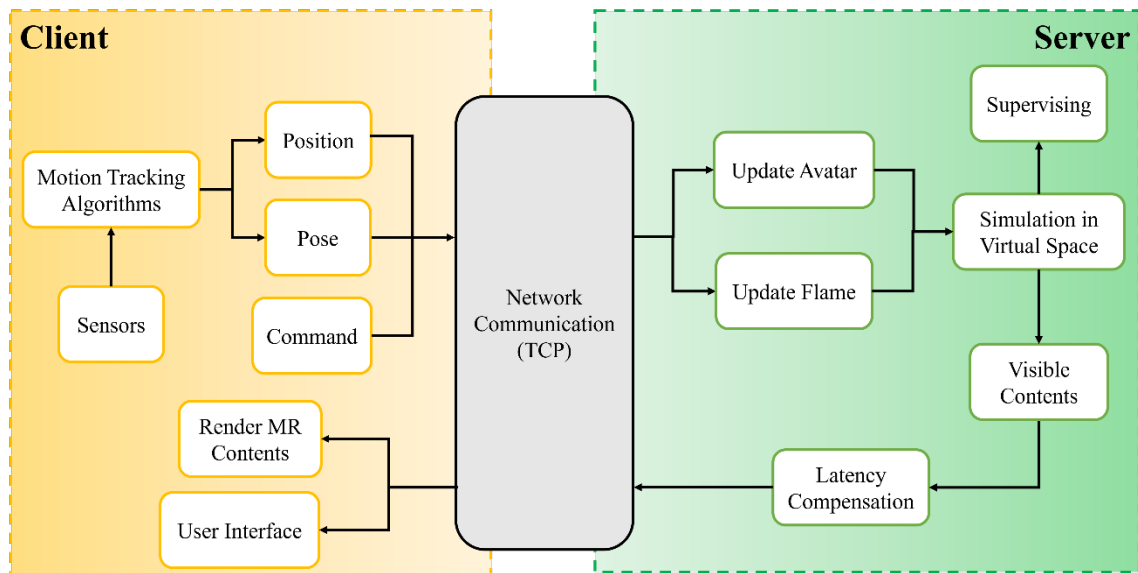 Client
Server
Position
Motion Tracking
Algorithms
Pose
Sensors
Command
Render MR
Contents
User Interface
Network
Communication
(TCP)
Update Avatar
Update Flame
Supervising
Simulation in
Virtual Space
Visible
Contents
Latency
Compensation